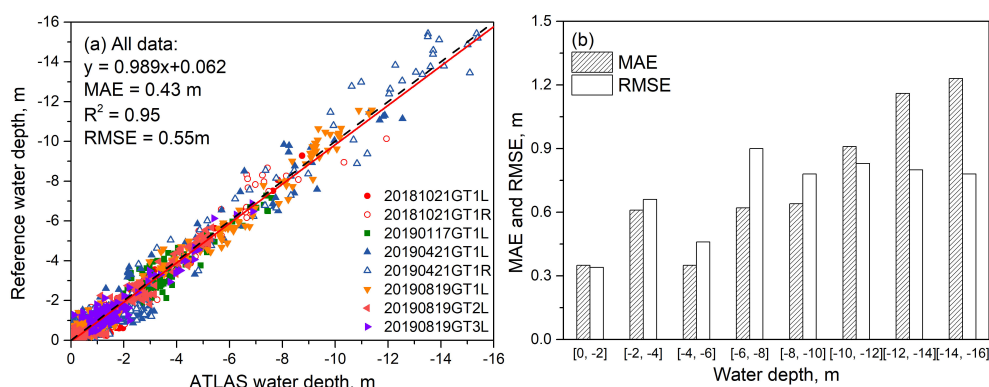 -16
-14
-12
-10
-8
-6
-4
-2
0
Reference water depth, m
(a) All data:
y = 0.989x+0.062
MAE = 0.43 m
R² = 0.95
RMSE = 0.55m
20181021GT1L
20181021GT1R
20190117GT1L
20190421GT1L
20190421GT1R
20190819GT1L
20190819GT2L
20190819GT3L
0 -2 -4 -6 -8 -10 -12 -14 -16
ATLAS water depth, m
1.5
1.2
0.9
0.6
0.3
0.0
MAE and RMSE, m
(b)
MAE
RMSE
[0, -2] [-2, -4] [-4, -6] [-6, -8] [-8, -10] [-10, -12] [-12, -14] [-14, -16]
Water depth, m